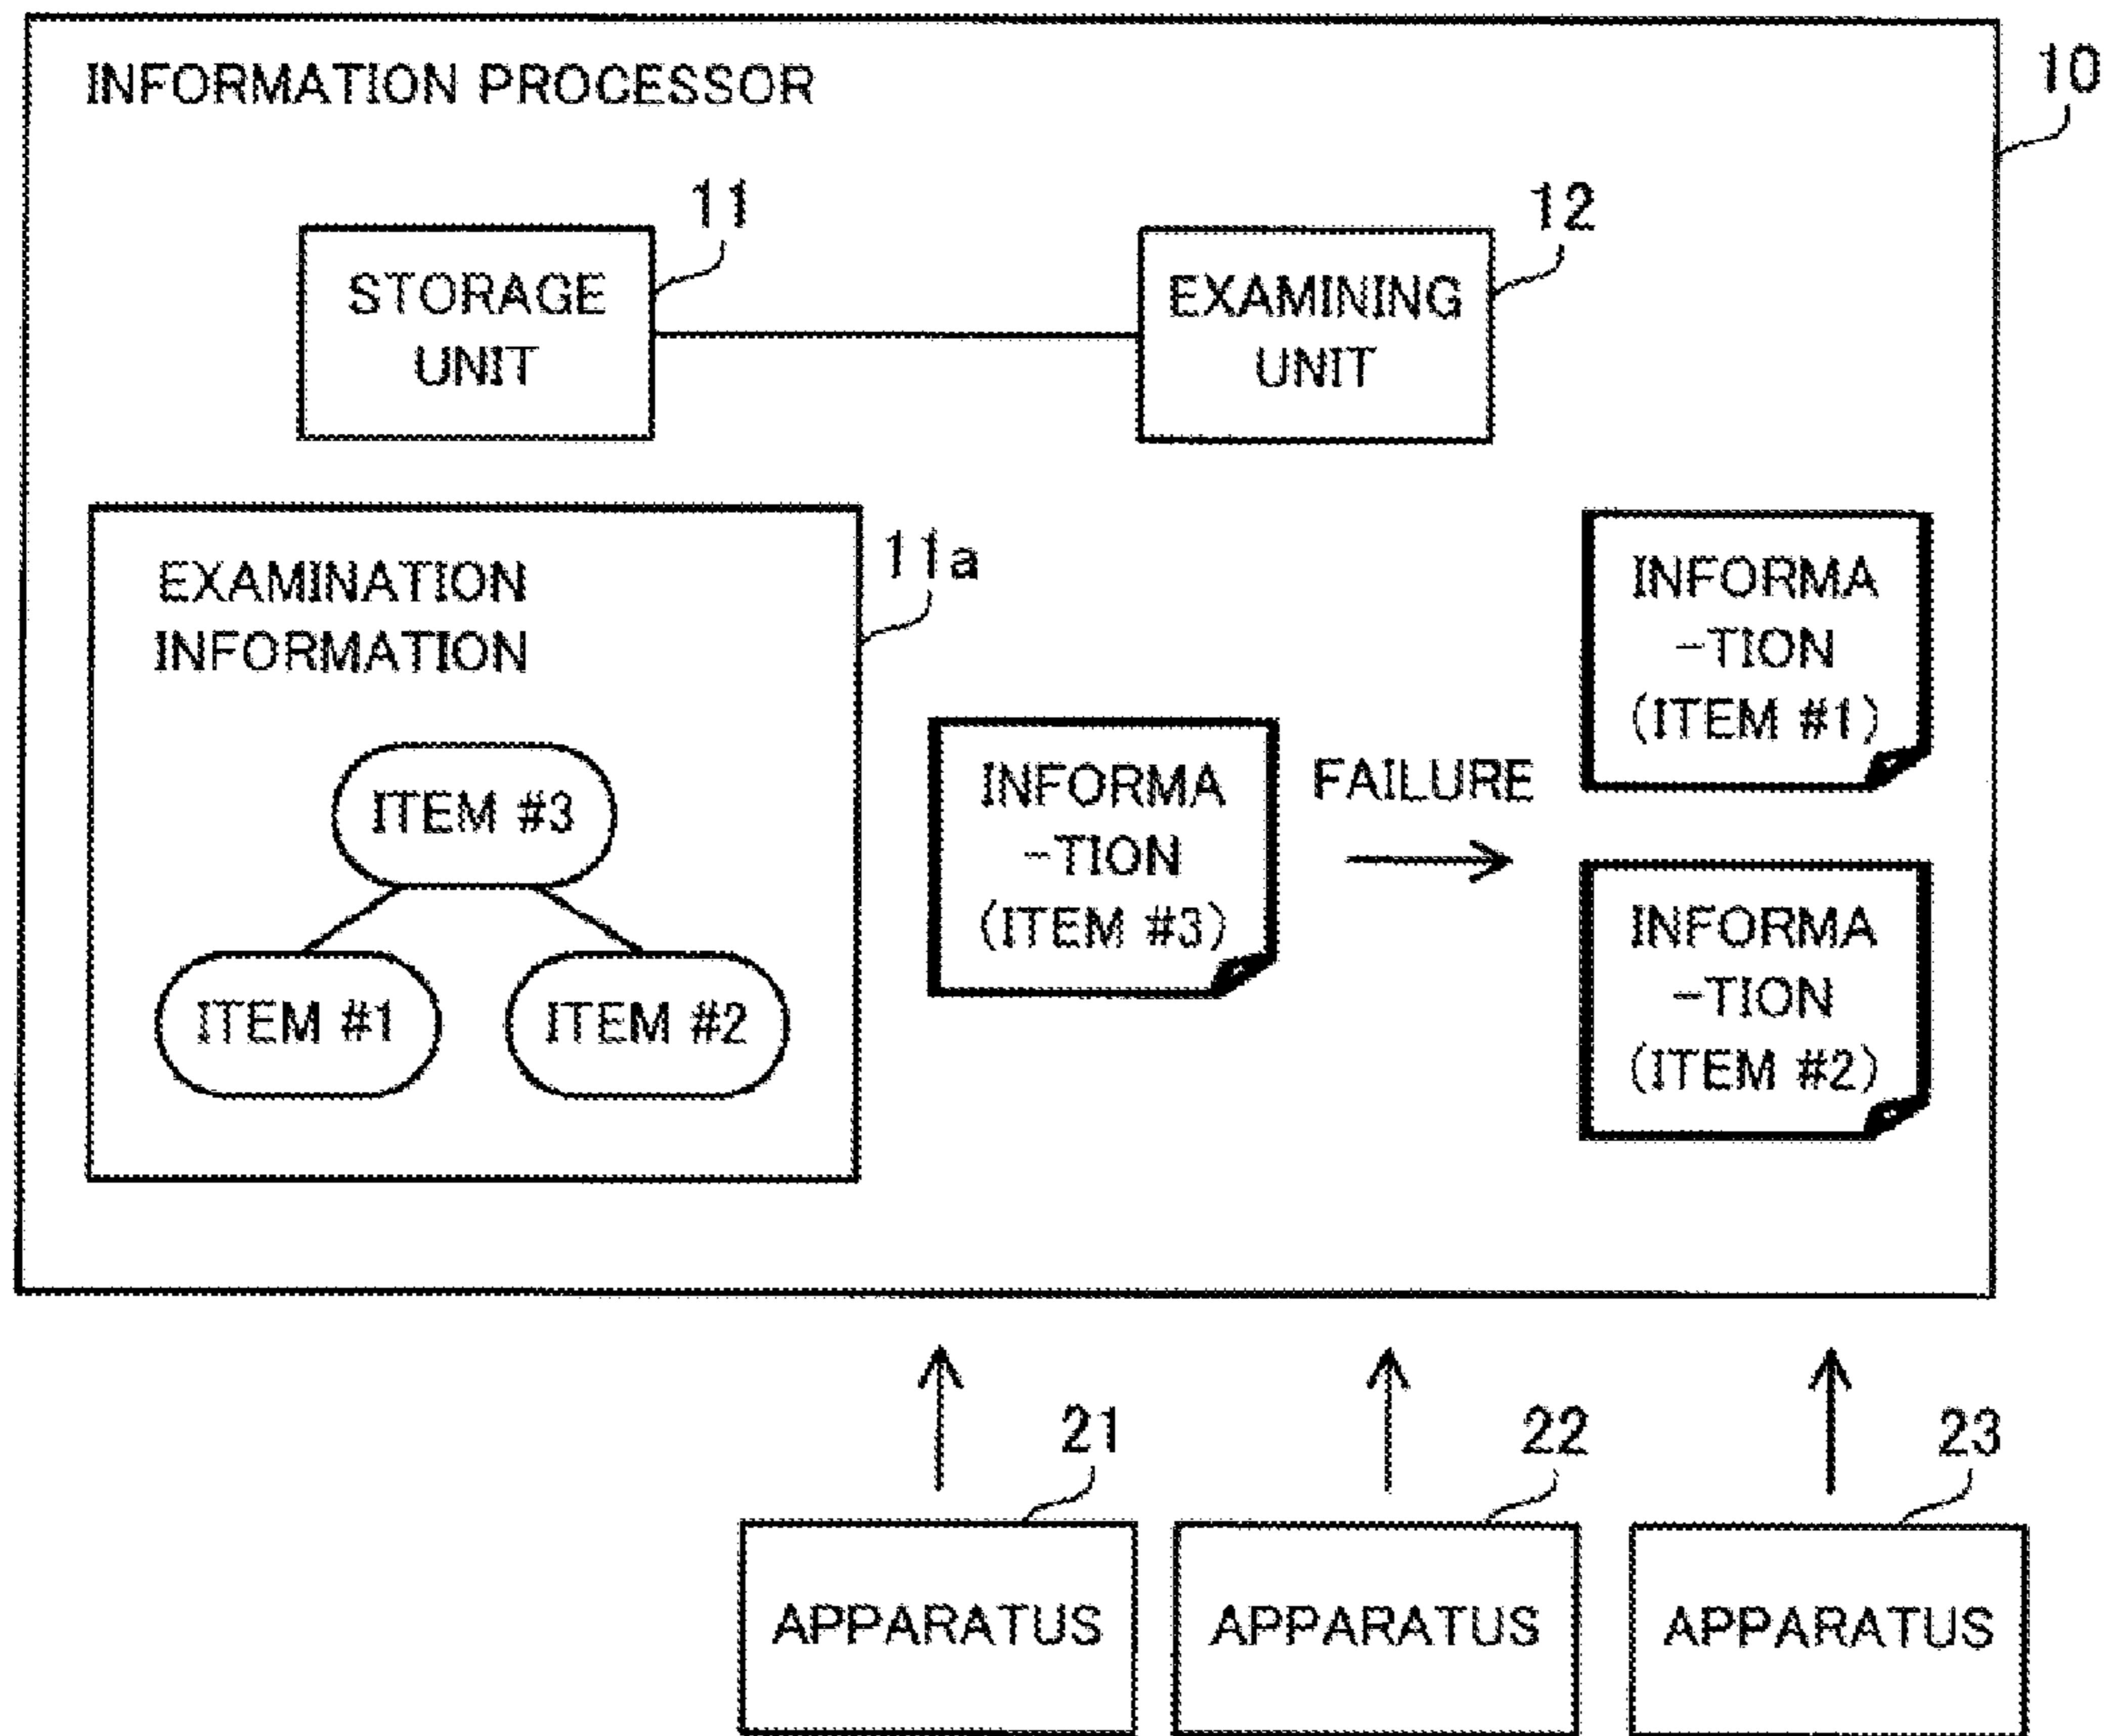 INFORMATION PROCESSOR
10
11
12
STORAGE
UNIT
EXAMINING
UNIT
11a
EXAMINATION
INFORMATION
ITEM #3
ITEM #1
ITEM #2
INFORMA
-TION
(ITEM #3)
FAILURE
INFORMA
-TION
(ITEM #1)
INFORMA
-TION
(ITEM #2)
21
22
23
APPARATUS
APPARATUS
APPARATUS